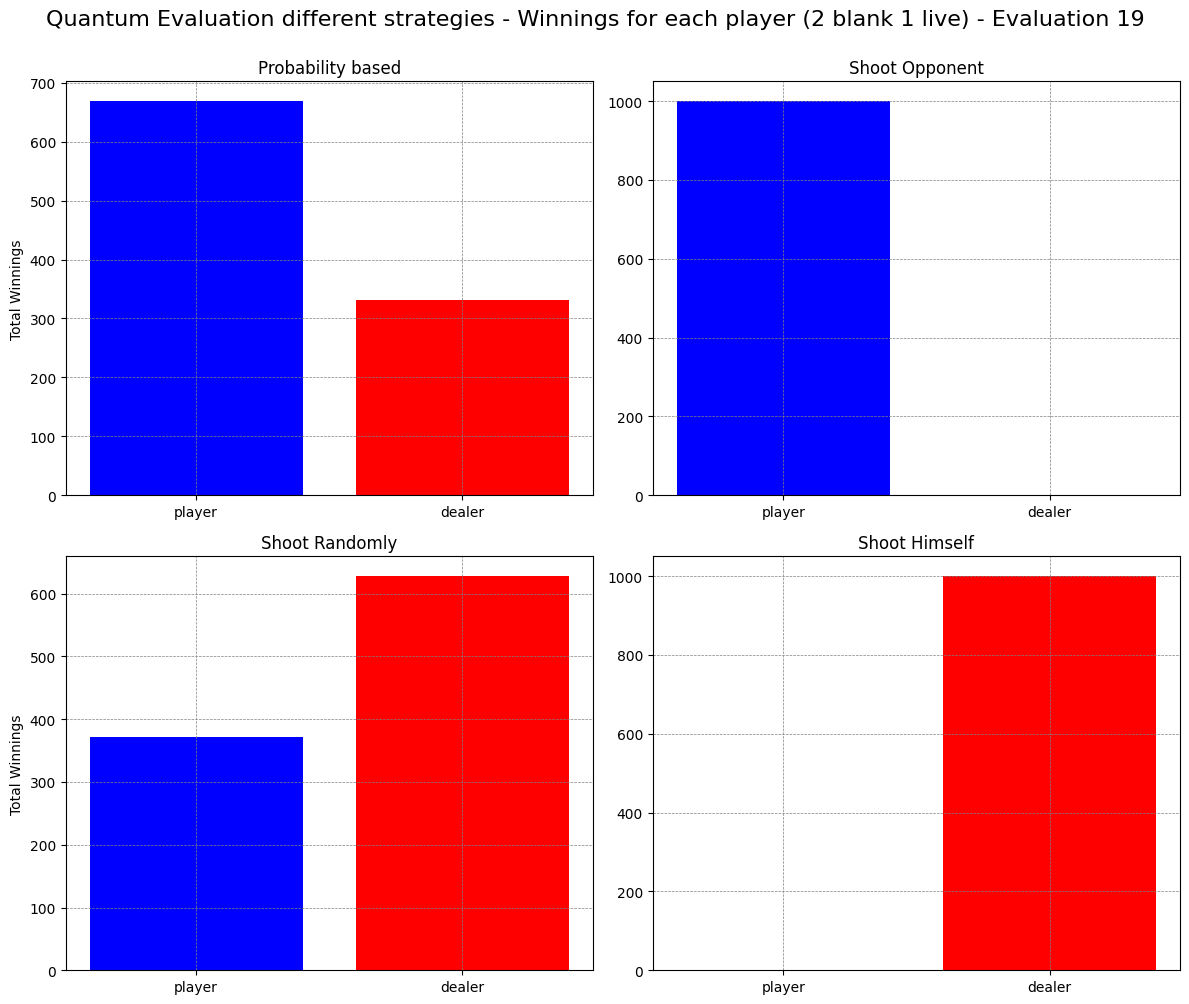 Quantum Evaluation different strategies - Winnings for each player (2 blank 1 live) - Evaluation 19
Probability based
Total Winnings
700
600
500
400
300
200
100
0
player dealer
Shoot Opponent
1000
800
600
400
200
0
player dealer
Shoot Randomly
Total Winnings
600
500
400
300
200
100
0
player dealer
Shoot Himself
1000
800
600
400
200
0
player dealer